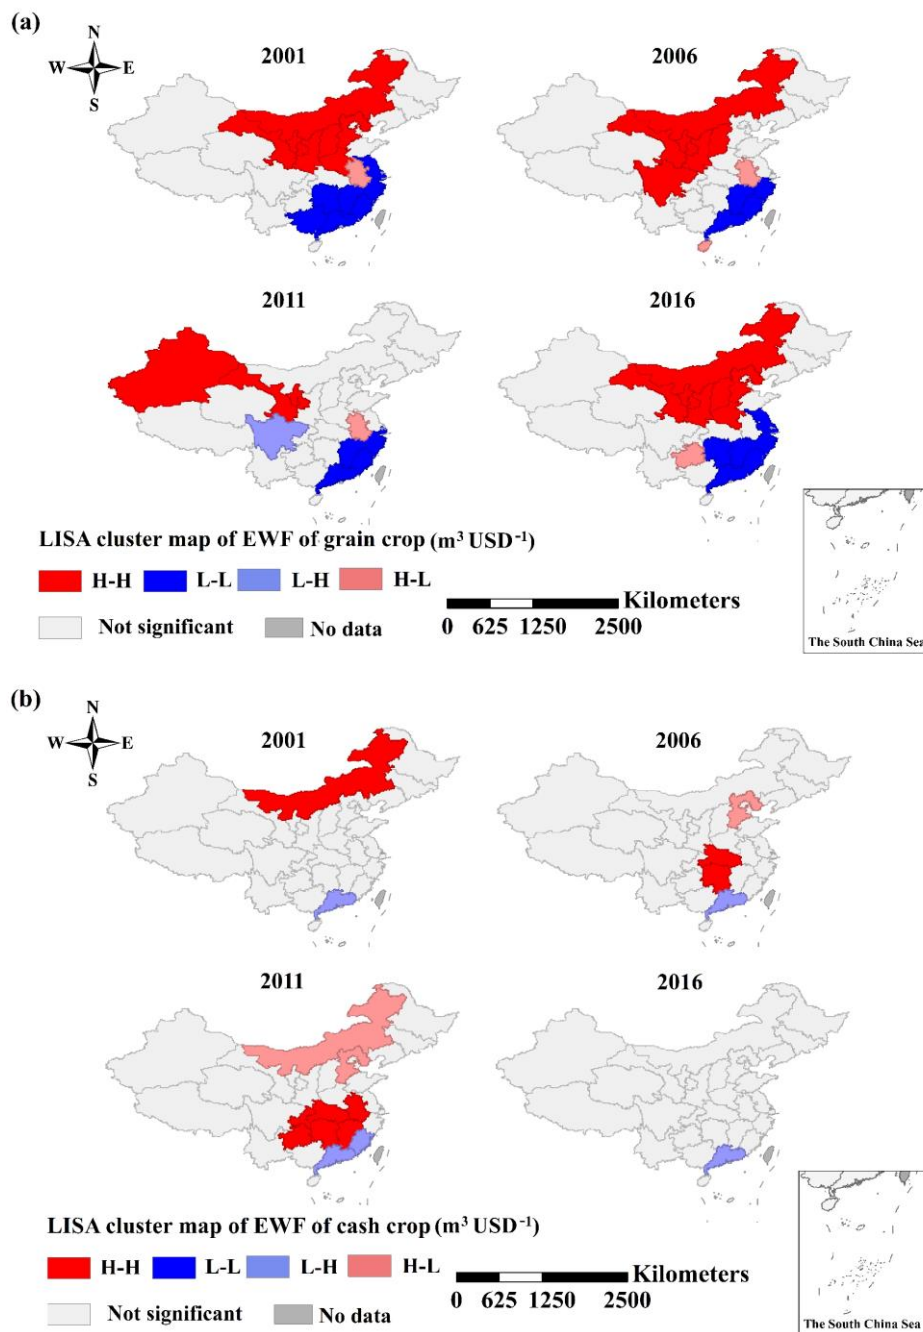 (a)
N
W E
S
2001
2006
2011
2016
LISA cluster map of EWF of grain crop (m³ USD⁻¹)
H-H L-L L-H H-L
Not significant No data
Kilometers
0 625 1250 2500
The South China Sea
(b)
N
W E
S
2001
2006
2011
2016
LISA cluster map of EWF of cash crop (m³ USD⁻¹)
H-H L-L L-H H-L
Not significant No data
Kilometers
0 625 1250 2500
The South China Sea